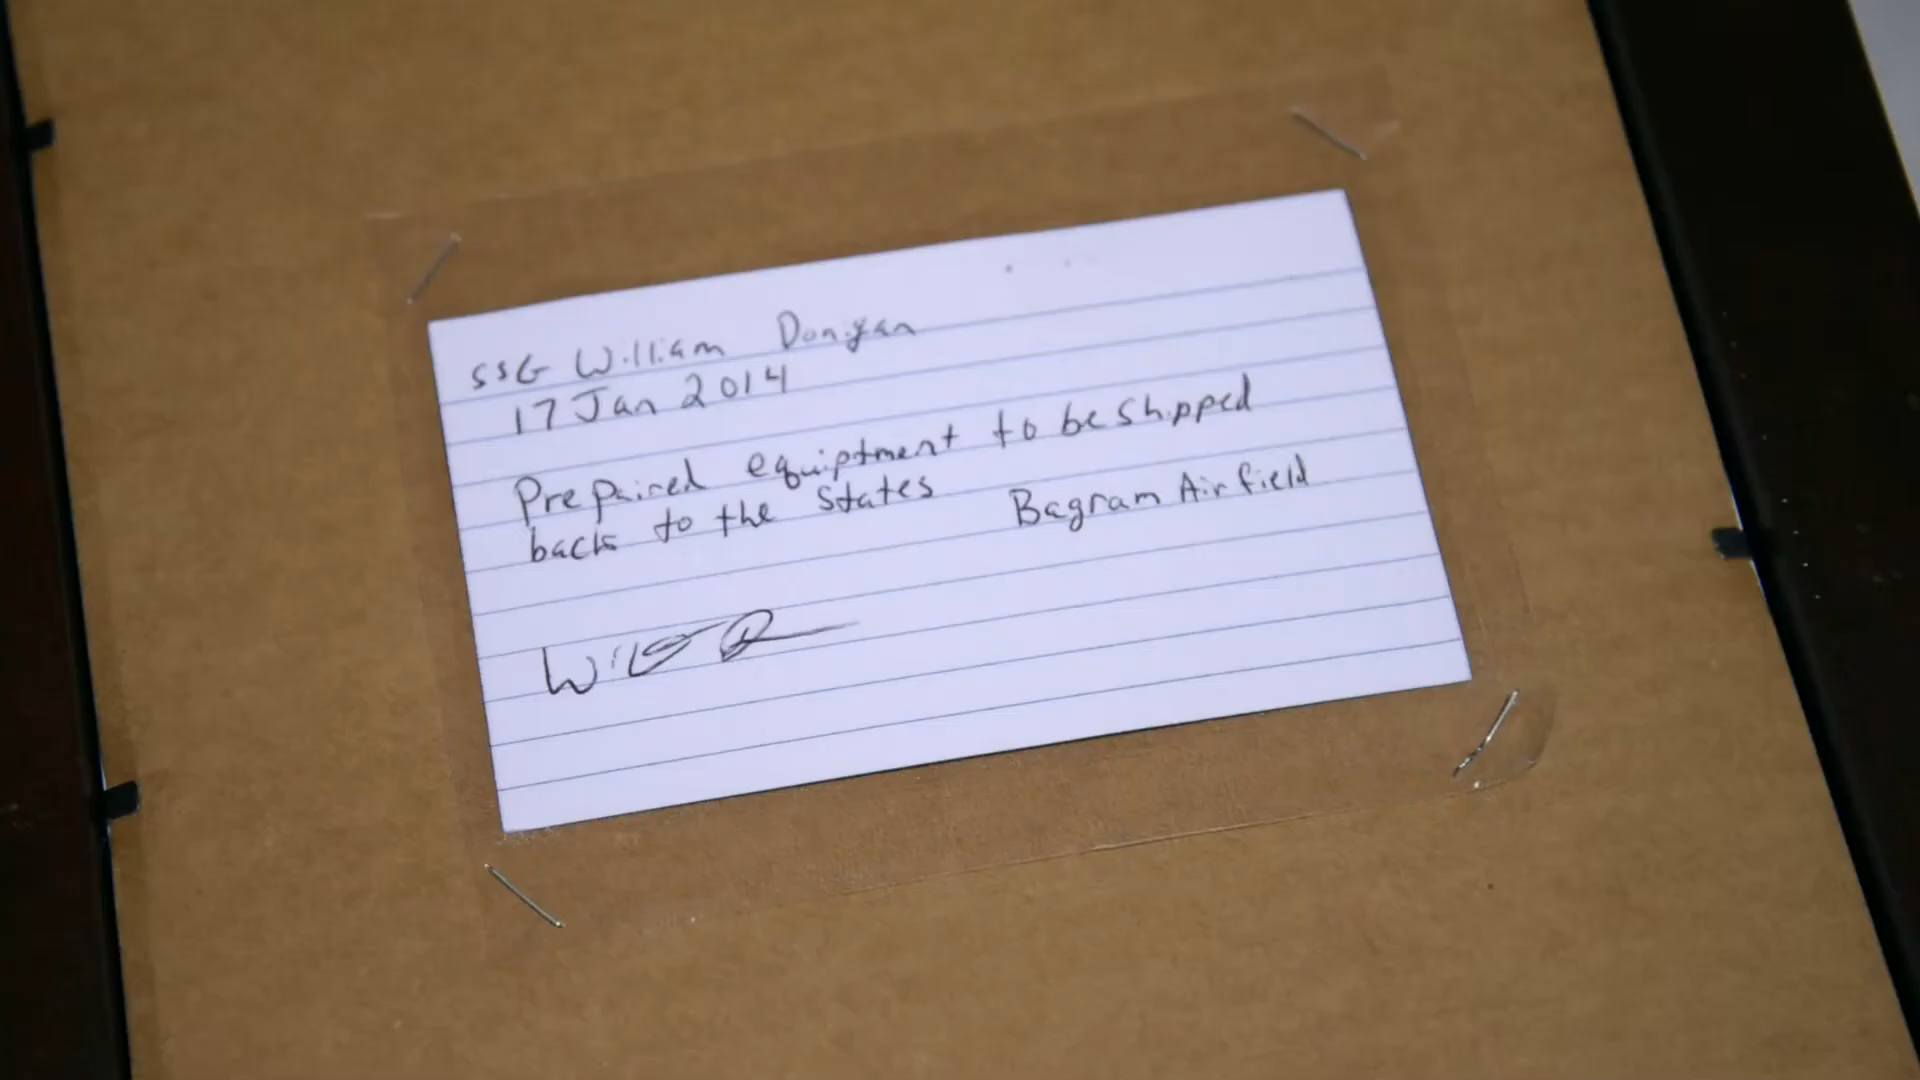 SSG William Donigan
17 Jan 2014
Prepaired equiptment to be shipped
back to the States Bagram Airfield